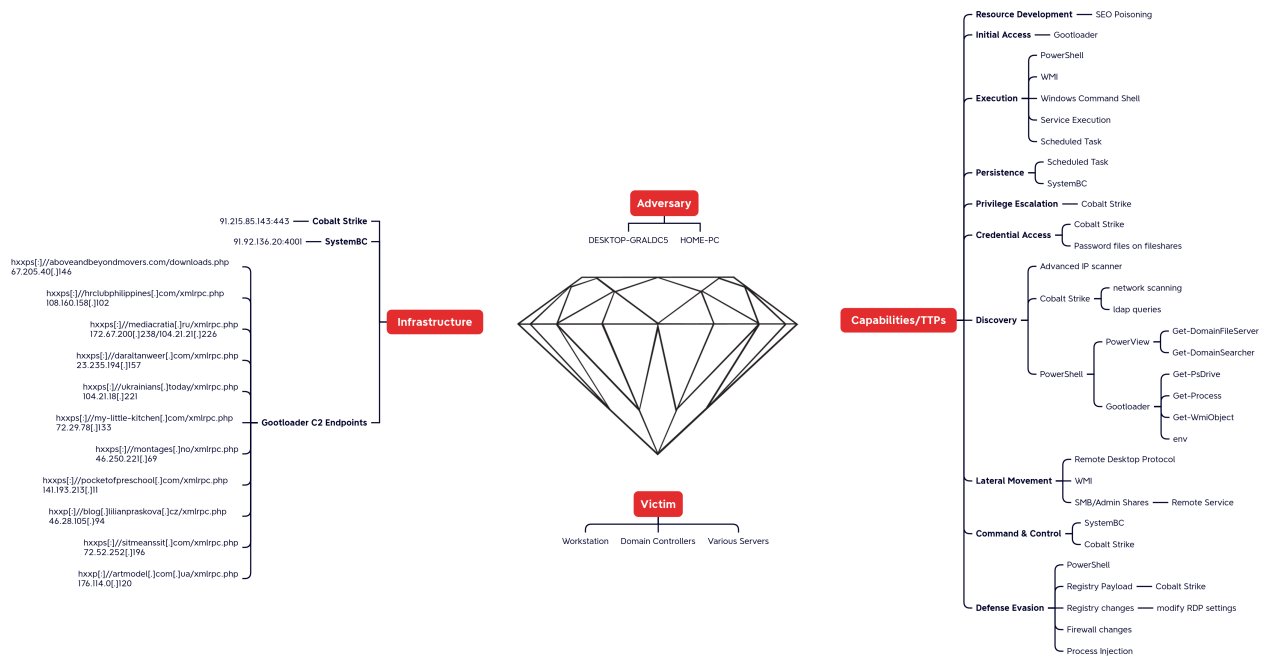 Adversary
DESKTOP-GRALDC5
HOME-PC
Infrastructure
91.215.85.143:443
Cobalt Strike
91.92.136.20:4001
SystemBC
Gootloader C2 Endpoints
hxxps[:]//aboveandbeyondmovers.com/downloads.php
67.205.40[.]146
hxxps[:]//hrclubphilippines[.]com/xmlrpc.php
108.160.158[.]102
hxxps[:]//mediacratia[.]ru/xmlrpc.php
172.67.200[.]238/104.21.21[.]226
hxxps[:]//daraltanweer[.]com/xmlrpc.php
23.235.194[.]157
hxxps[:]//ukrainians[.]today/xmlrpc.php
104.21.18[.]221
hxxps[:]//my-little-kitchen[.]com/xmlrpc.php
72.29.78[.]133
hxxps[:]//montages[.]no/xmlrpc.php
46.250.221[.]69
hxxps[:]//pocketofpreschool[.]com/xmlrpc.php
141.193.213[.]11
hxxp[:]//blog[.]lilianpraskova[.]cz/xmlrpc.php
46.28.105[.]94
hxxps[:]//sitmeanssit[.]com/xmlrpc.php
72.52.252[.]196
hxxp[:]//artmodel[.]com[.]ua/xmlrpc.php
176.114.0[.]120
Victim
Workstation
Domain Controllers
Various Servers
Capabilities/TTPs
Resource Development
SEO Poisoning
Initial Access
Gootloader
Execution
PowerShell
WMI
Windows Command Shell
Service Execution
Scheduled Task
Persistence
Scheduled Task
SystemBC
Privilege Escalation
Cobalt Strike
Credential Access
Cobalt Strike
Password files on fileshares
Discovery
Advanced IP scanner
Cobalt Strike
network scanning
ldap queries
PowerShell
PowerView
Get-DomainFileServer
Get-DomainSearcher
Gootloader
Get-PsDrive
Get-Process
Get-WmiObject
env
Lateral Movement
Remote Desktop Protocol
WMI
SMB/Admin Shares
Remote Service
Command & Control
SystemBC
Cobalt Strike
Defense Evasion
PowerShell
Registry Payload
Cobalt Strike
Registry changes
modify RDP settings
Firewall changes
Process Injection